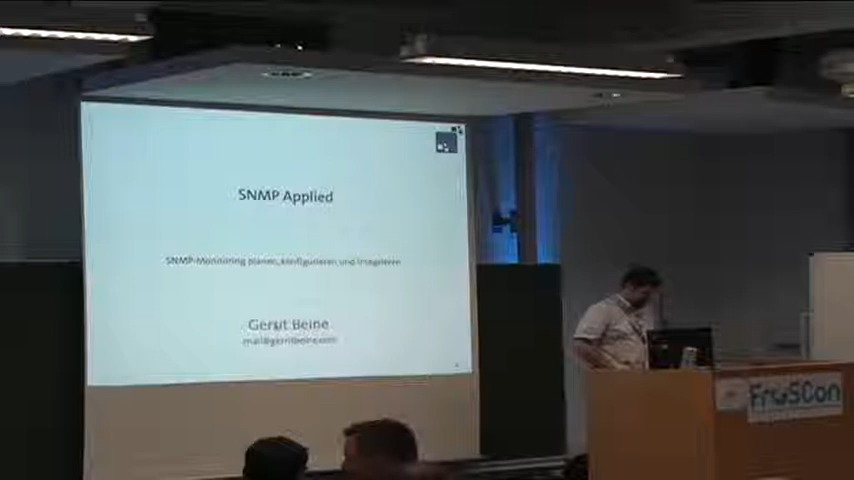 SNMP Applied
SNMP-Monitoring planen, konfigurieren und integrieren
Gerrit Beine
mail@gerritbeine.com
FrOSCon